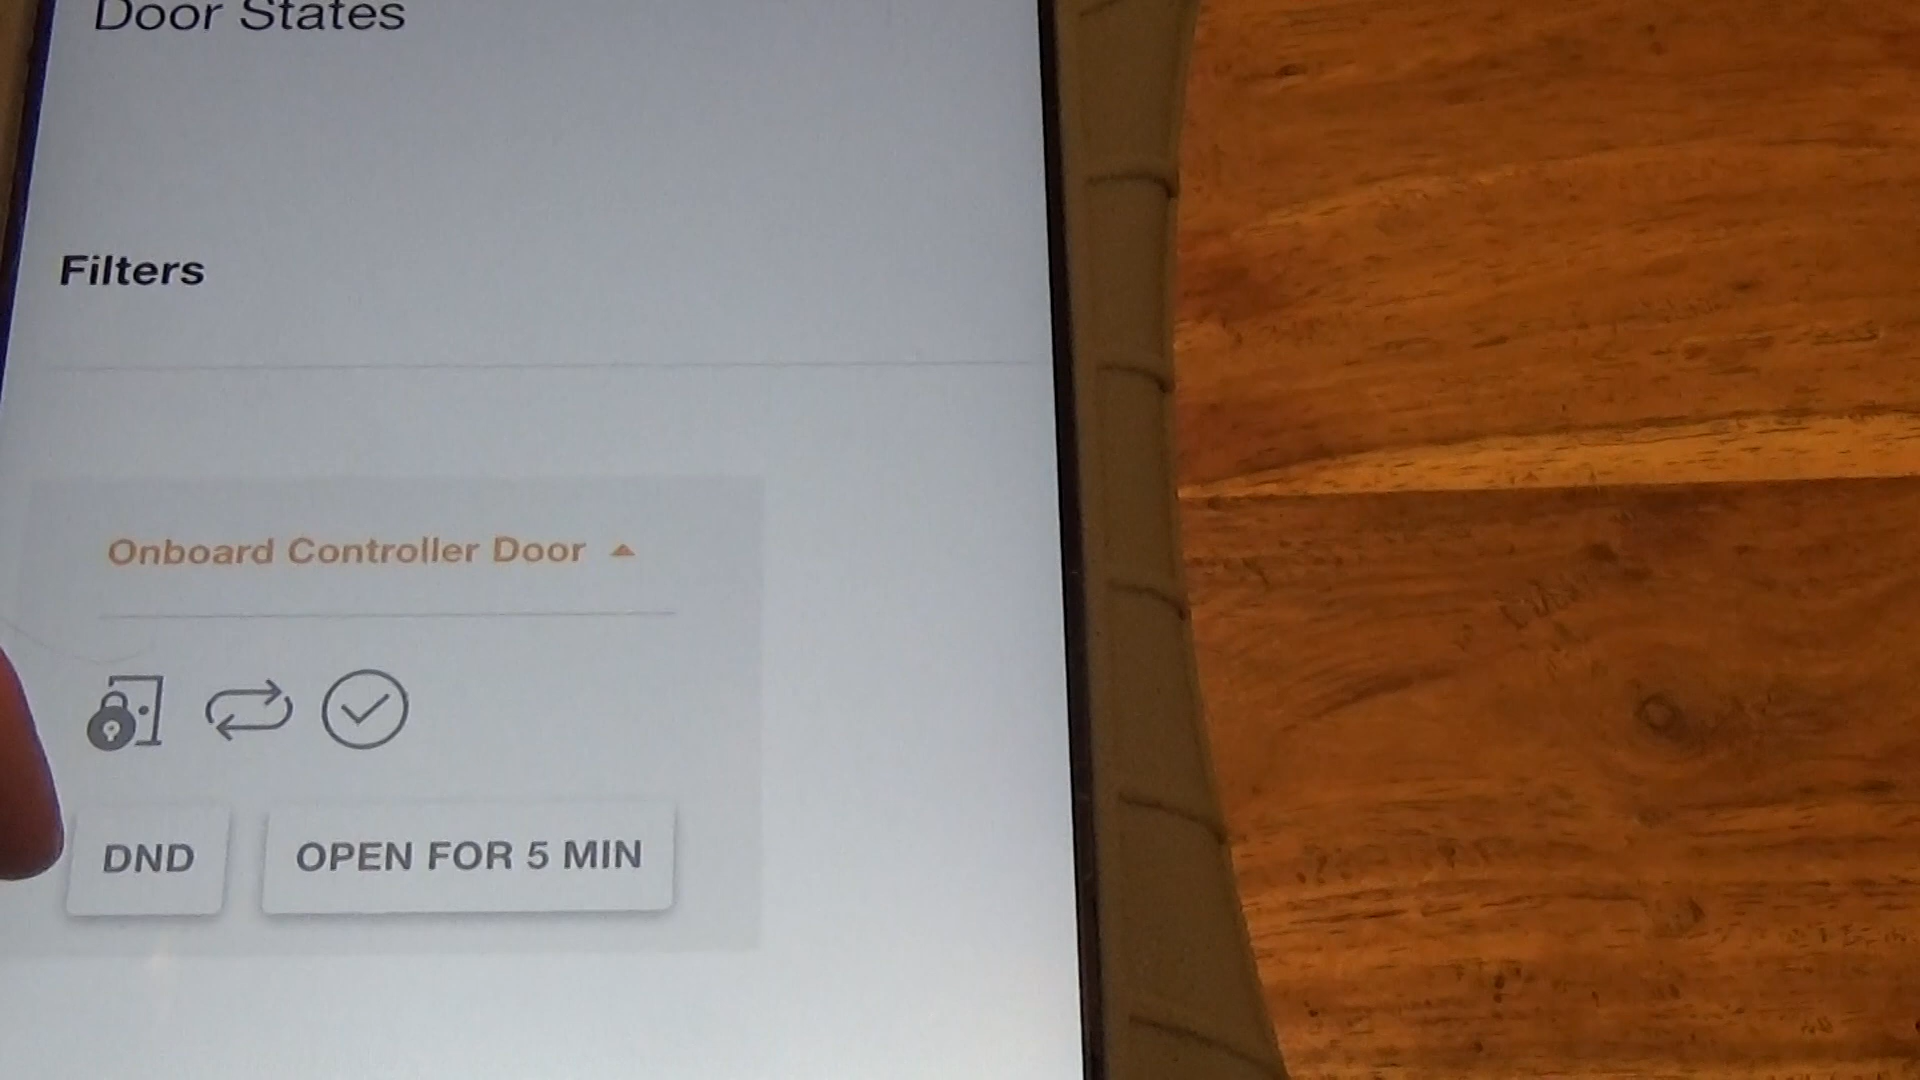 Door States
Filters
Onboard Controller Door
DND
OPEN FOR 5 MIN